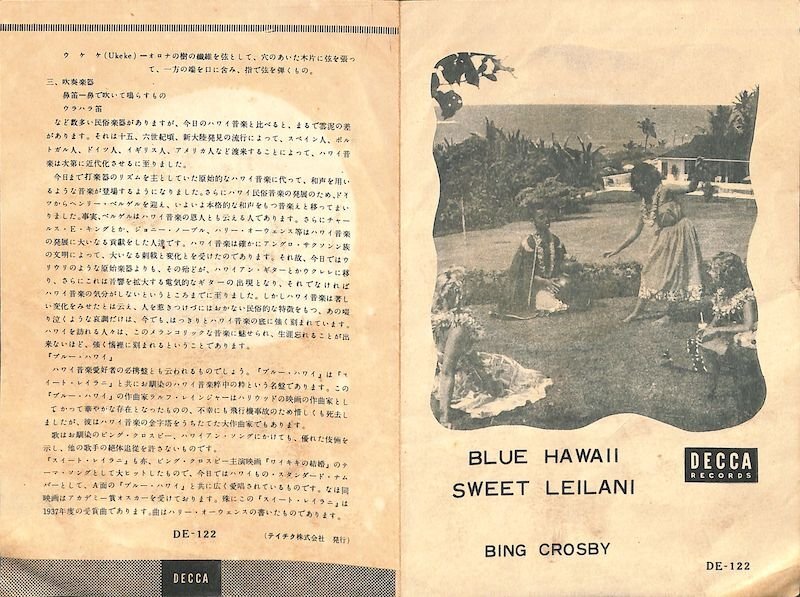 ウ ケ ケ (Ukeke) ーオロナの樹の繊維を弦として、穴のあいた木片に弦を張っ
て、一方の端を口に含み、指で弦を弾くもの。
三、吹奏楽器
鼻笛ー鼻で吹いて鳴らすもの
ウラハラ笛
など数多い民俗楽器がありますが、今日のハワイ音楽と比べると、まるで雲泥の差
があります。それは十五、六世紀頃、新大陸発見の流行によって、スペイン人、ポル
トガル人、ドイツ人、イギリス人、アメリカ人など渡来することによって、ハワイ音
楽は次第に近代化させるに至りました。
今日まで打楽器のリズムを主としていた原始的なハワイ音楽に代って、和声を用い
るような音楽が登場するようになりました。さらにハワイ民俗音楽の発展のため、ドイ
ツからヘンリー・ベルゲルを迎え、いよいよ本格的な和声をもつ音楽えと移ってまい
りました。事実、ベルゲルはハワイ音楽の恩人とも云える人であります。さらにチャー
ルス・E・キングとか、ジョニー・ノーブル、ハリー・オーウェンス等はハワイ音楽
の発展に大いなる貢献をした人達です。ハワイ音楽は確かにアングロ・サクソン族
の文明によって、大いなる刺戟と変化とを受けたのであります。それ故、今日ではウ
リウリのような原始楽器よりも、その殆どが、ハワイアン・ギターとかウクレレに移
り、さらにこれは音響を拡大する電気的なギターの出現となり、それでなければ
ハワイ音楽の気分がしないというところまでに至りました。しかしハワイ音楽は著し
い変化をみせたとは云え、人を惹きつけづにはおかない民俗的な特徴をもつ、あの啜
り泣くような哀調だけは、今でも、はっきりとハワイ音楽の底に強く刻まれています。
ハワイを訪れる人々は、このメランコリックな音楽に魅せられ、生涯忘れることが出
来ないほど、強く脳裡に刻まれるということであります。
『ブルー・ハワイ』
ハワイ音楽愛好者の必携盤とも云われるものでしょう。『ブルー・ハワイ』は『ス
イート・レイラニ』と共にお馴染のハワイ音楽粋中の粋という名盤であります。この
『ブルー・ハワイ』の作曲家ラルフ・レインジャーはハリウッドの映画の作曲家とし
てかって華やかな存在となったものの、不幸にも飛行機事故のため惜しくも死去し
ましたが、彼はハワイ音楽の金字塔をうちたてた大作曲家でもあります。
歌はお馴染のビング・クロスビー、ハワイアン・ソングにかけても、優れた伎倆を
示し、他の歌手の絶体追従を許さないものです。
『スイート・レイラニ』も亦、ビング・クロスビー主演映画『ワイキキの結婚』のテ
ーマ・ソングとして大ヒットしたもので、今日ではハワイもの・スタンダード・ナム
バーとして、A面の『ブルー・ハワイ』と共に広く愛唱されているものです。なほ同
映画はアカデミー賞オスカーを受けております。殊にこの『スイート・レイラニ』は
1937年度の受賞曲であります。曲はハリー・オーウェンスの書いたものであります。
DE-122
(テイチク株式会社 発行)
DECCA
BLUE HAWAII
SWEET LEILANI
DECCA
RECORDS
BING CROSBY
DE-122